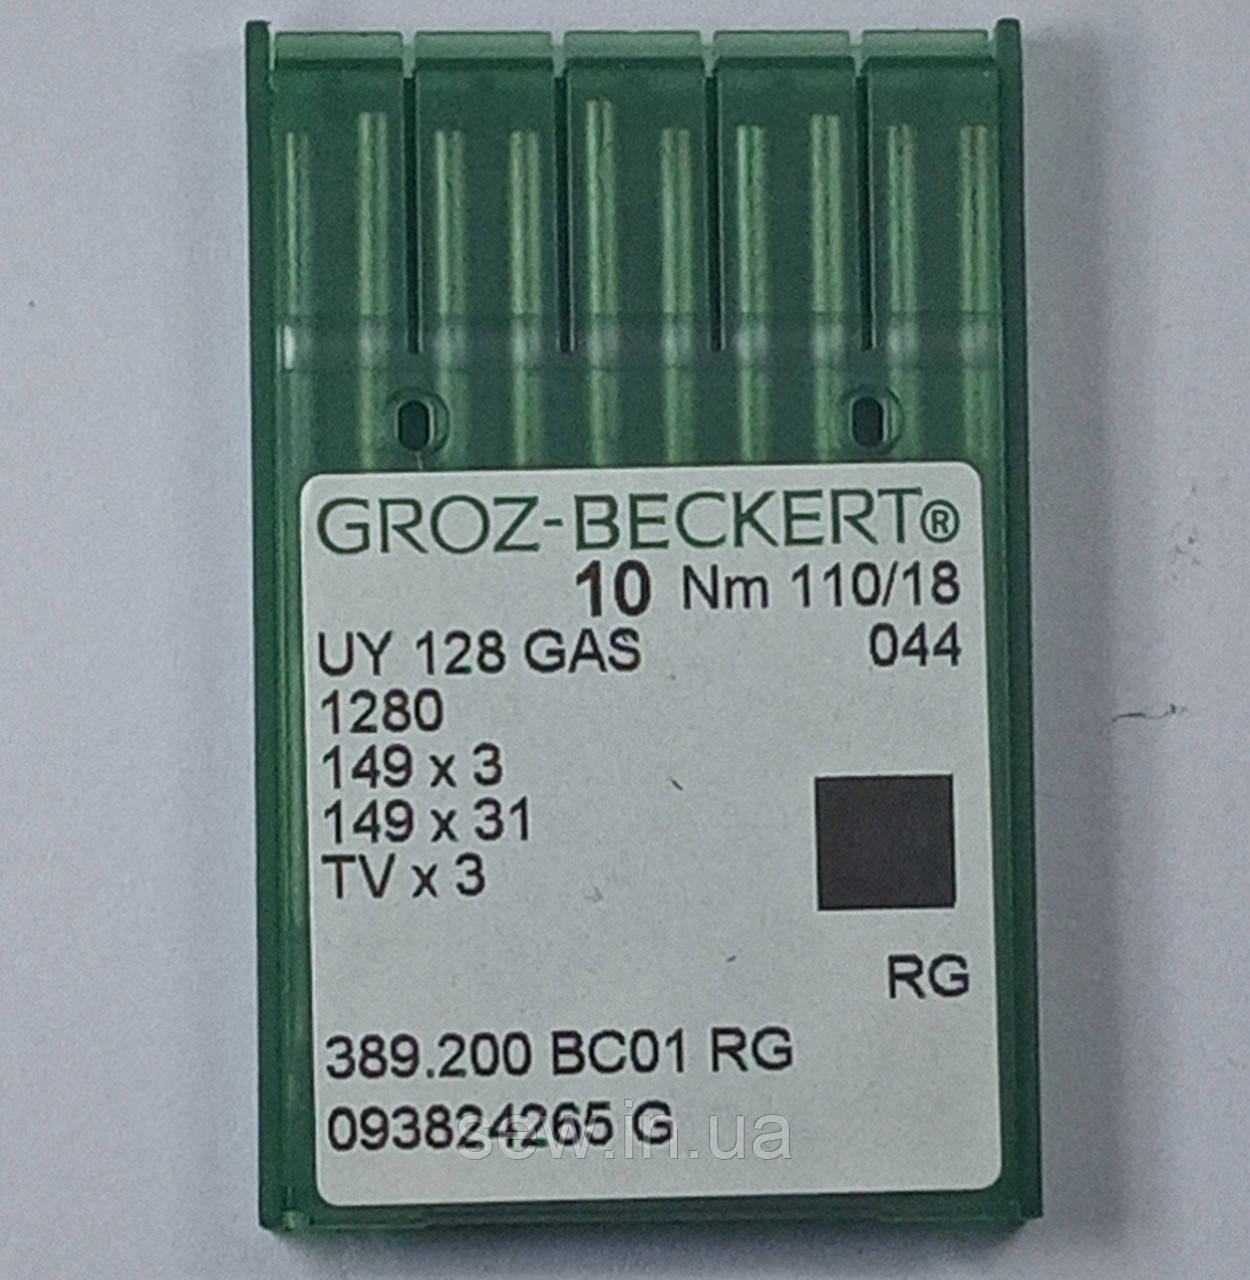 GROZ-BECKERT®
10 Nm 110/18
UY 128 GAS 044
1280
149 x 3
149 x 31
TV x 3
RG
389.200 BC01 RG
093824265 G
sew.in.ua